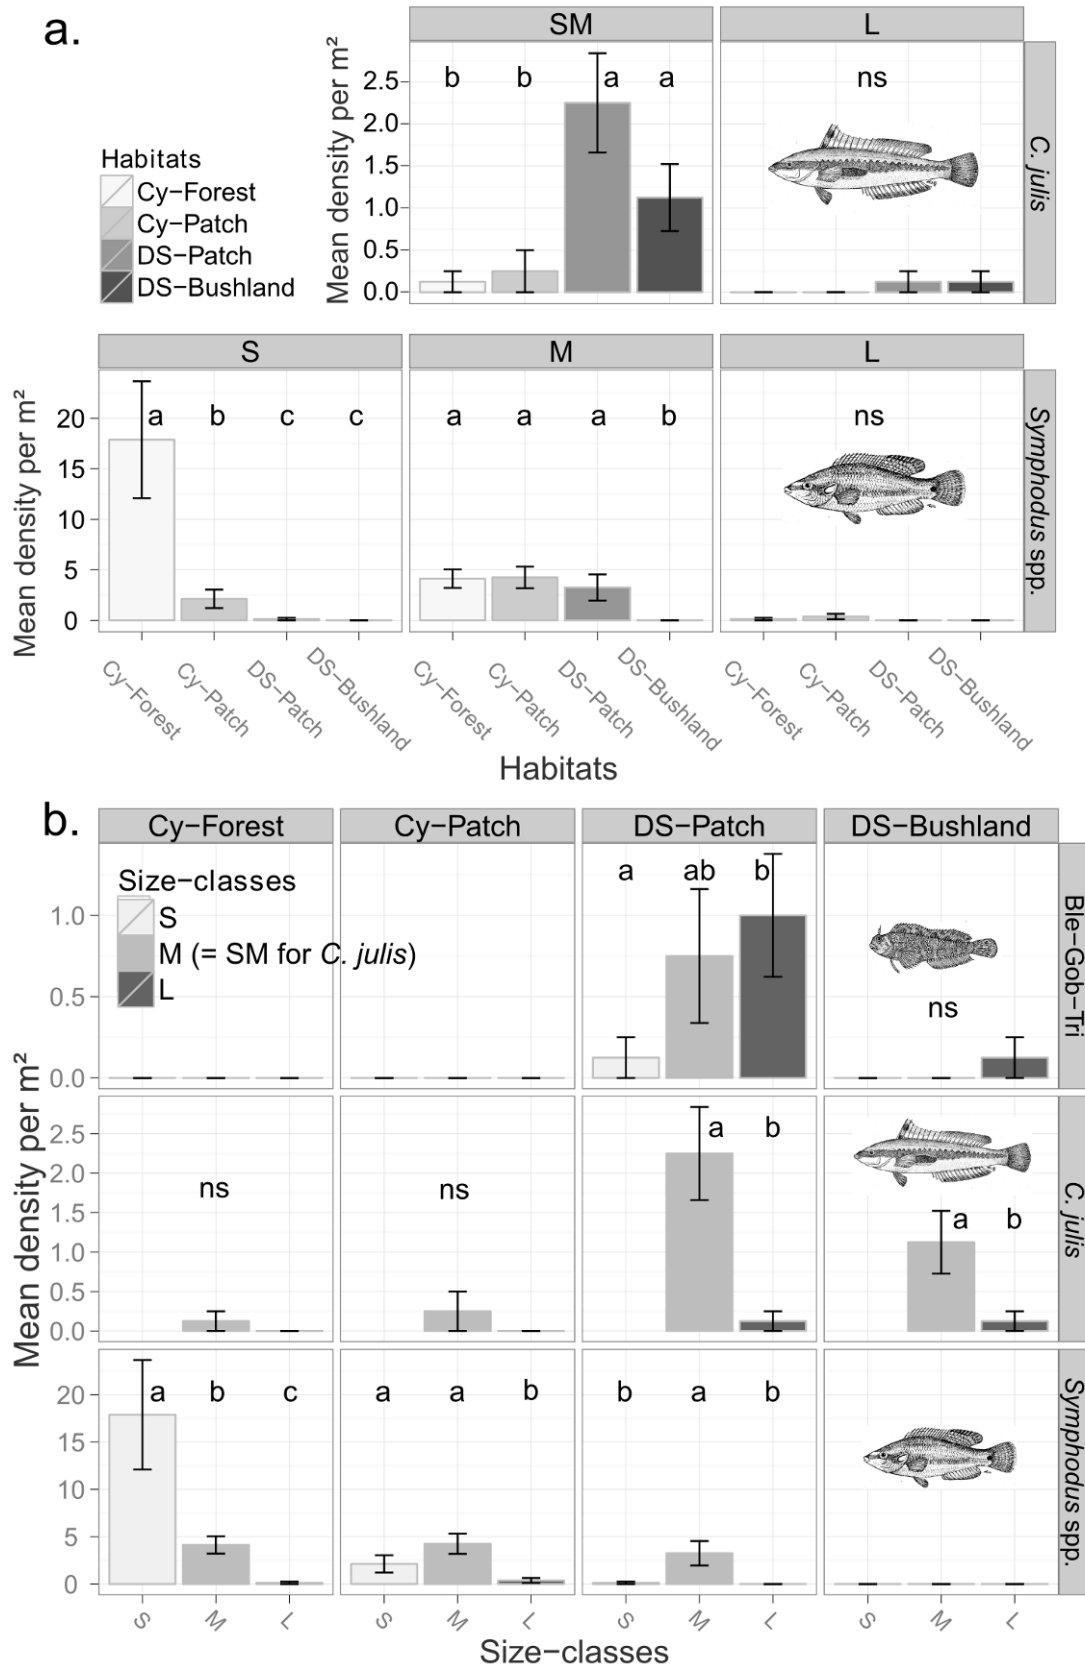 a.
SM L
Mean density per m²
2.5
2.0
1.5
1.0
0.5
0.0
b b a a
ns
C. julis
Habitats
Cy−Forest
Cy−Patch
DS−Patch
DS−Bushland
S M L
Mean density per m²
20
15
10
5
0
a b c c
a a a b
ns
Symphodus spp.
Cy−Forest Cy−Patch DS−Patch DS−Bushland
Cy−Forest Cy−Patch DS−Patch DS−Bushland
Cy−Forest Cy−Patch DS−Patch DS−Bushland
Habitats
b.
Cy−Forest Cy−Patch DS−Patch DS−Bushland
Size−classes
S
M (= SM for C. julis)
L
Mean density per m²
1.0
0.5
0.0
a ab b
ns
Ble−Gob−Tri
2.5
2.0
1.5
1.0
0.5
0.0
ns
ns
a b
a b
C. julis
20
15
10
5
0
a b c
a a b
b a b
Symphodus spp.
S M L
S M L
S M L
S M L
Size−classes